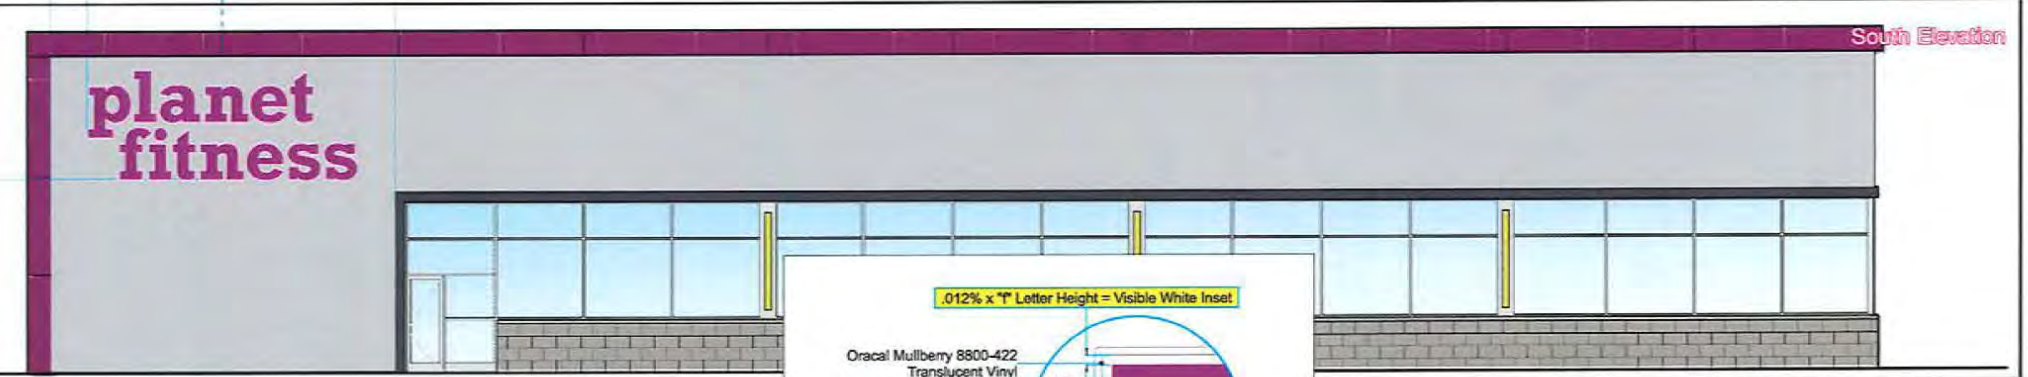 South Elevation
planet
fitness
.012% x "f" Letter Height = Visible White Inset
Oracal Mullberry 8800-422
Translucent Vinyl